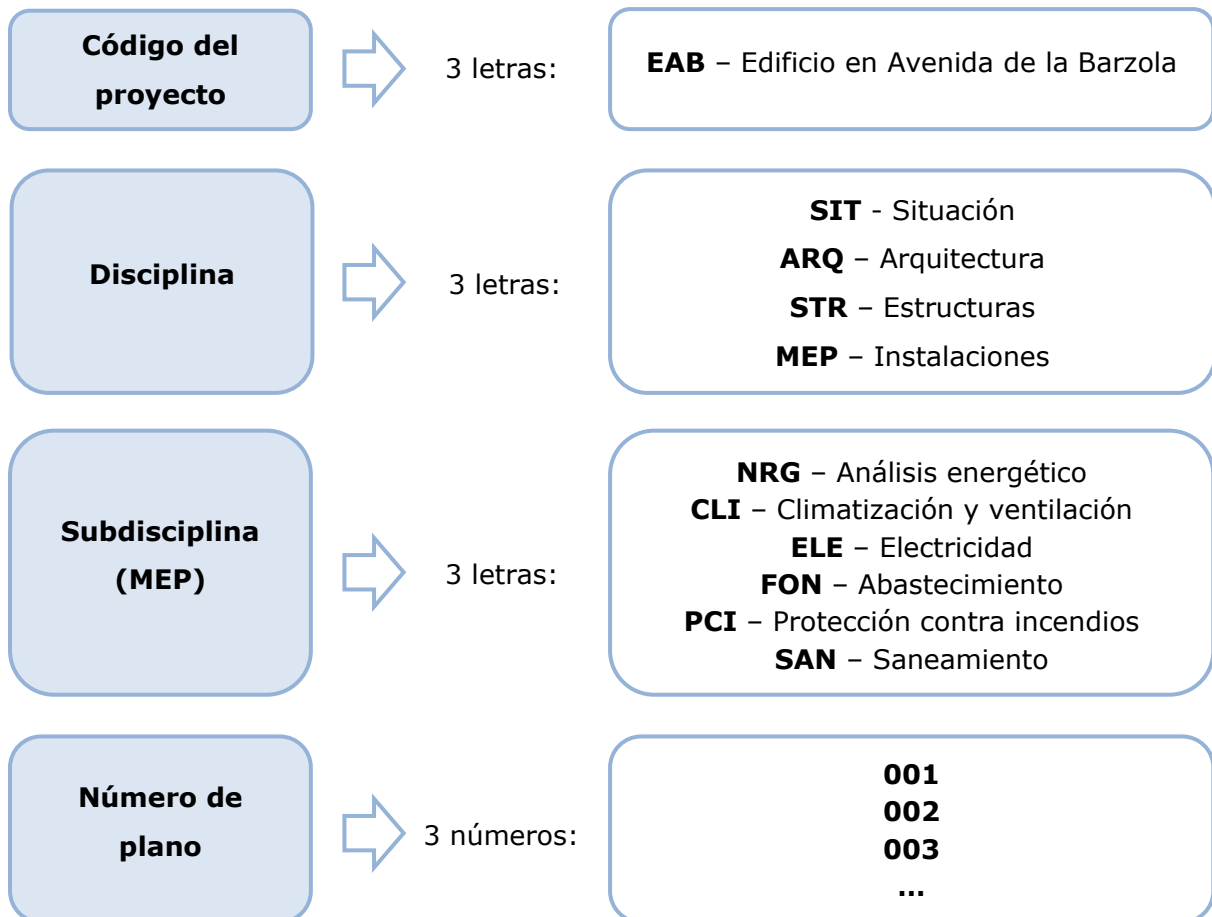 Código del
proyecto
3 letras:
EAB – Edificio en Avenida de la Barzola
Disciplina
3 letras:
SIT - Situación
ARQ – Arquitectura
STR – Estructuras
MEP – Instalaciones
Subdisciplina
(MEP)
3 letras:
NRG – Análisis energético
CLI – Climatización y ventilación
ELE – Electricidad
FON – Abastecimiento
PCI – Protección contra incendios
SAN – Saneamiento
Número de
plano
3 números:
001
002
003
...